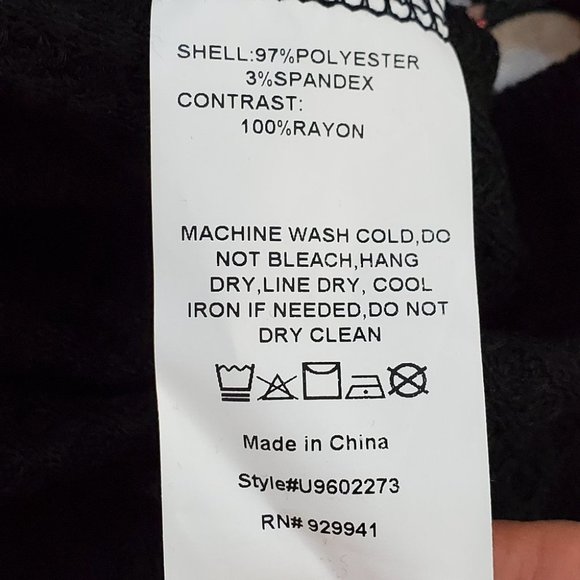 SHELL:97%POLYESTER
3%SPANDEX
CONTRAST:
100%RAYON
MACHINE WASH COLD,DO
NOT BLEACH,HANG
DRY,LINE DRY, COOL
IRON IF NEEDED,DO NOT
DRY CLEAN
Made in China
Style#U9602273
RN# 929941